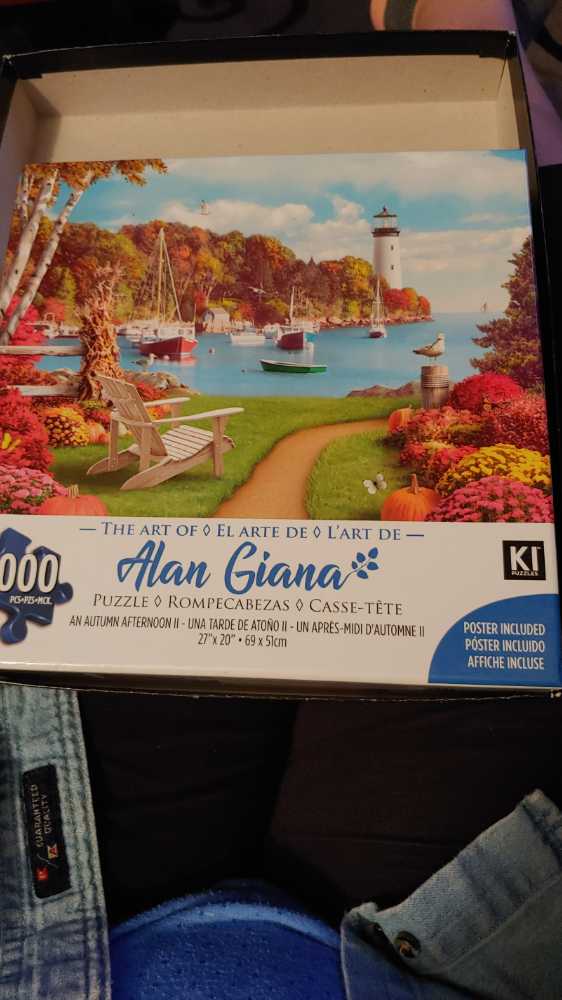 — THE ART OF ◊ EL ARTE DE ◊ L'ART DE —
Alan Giana
000
PCS•PZS•MCX.
PUZZLE ◊ ROMPECABEZAS ◊ CASSE-TÊTE
AN AUTUMN AFTERNOON II - UNA TARDE DE ATOÑO II - UN APRÈS-MIDI D'AUTOMNE II
27"x 20" • 69 x 51cm
KI
PUZZLES
POSTER INCLUDED
PÓSTER INCLUIDO
AFFICHE INCLUSE
GUARANTEED
QUALITY